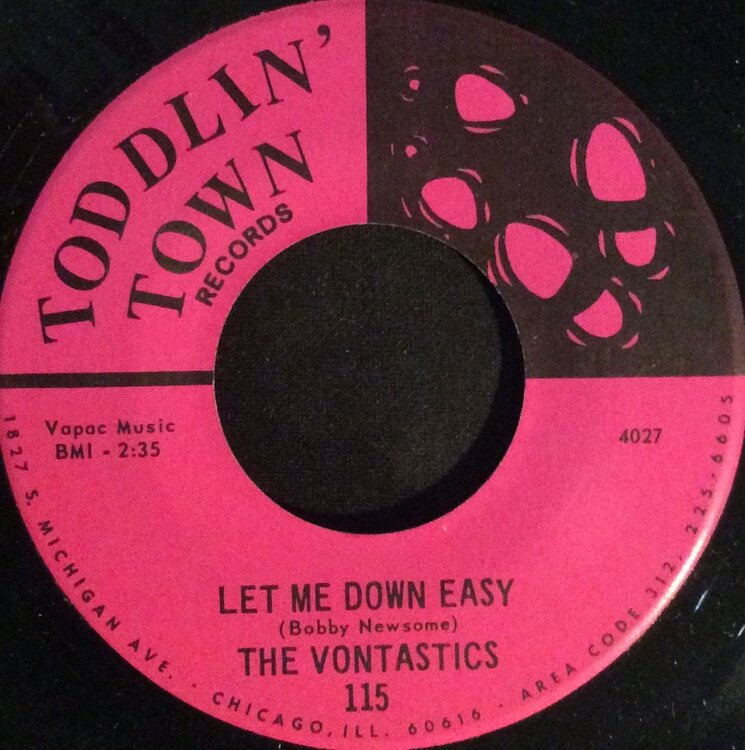 TODDLIN'
TOWN
RECORDS
Vapac Music
BMI - 2:35
4027
LET ME DOWN EASY
(Bobby Newsome)
THE VONTASTICS
115
1827 S. MICHIGAN AVE. - CHICAGO, ILL. 60616 - AREA CODE 312, 225-6605